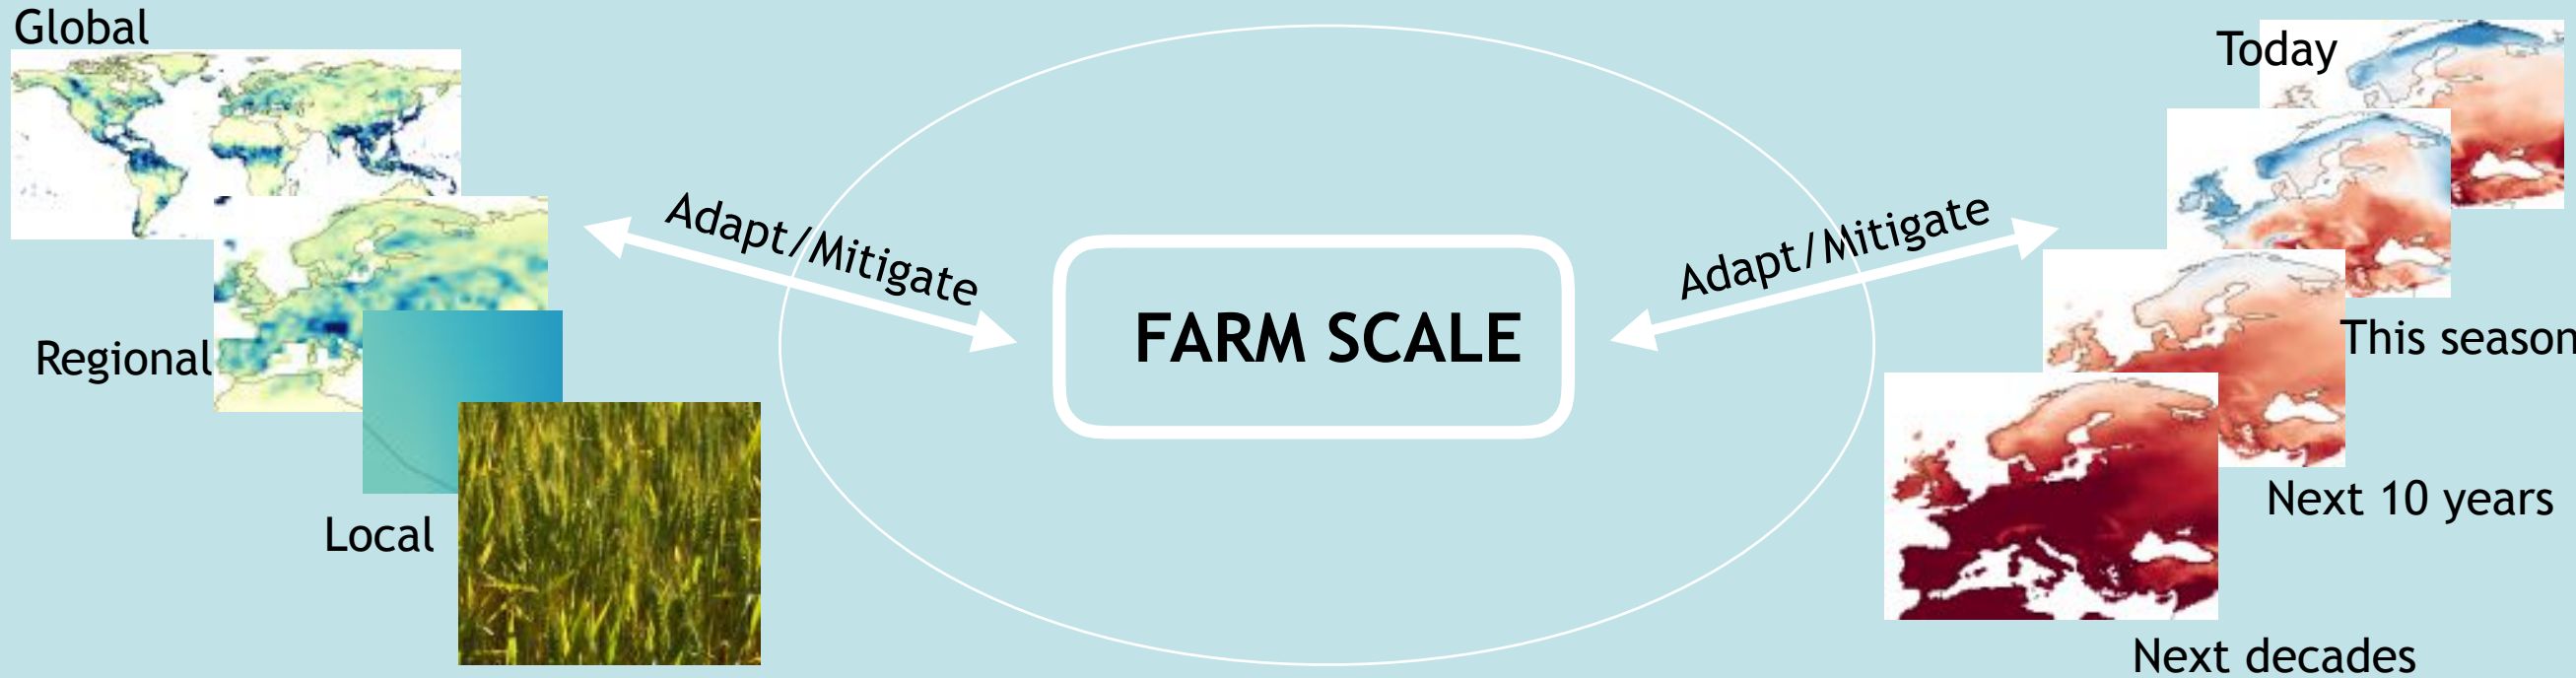 Global
Regional
Local
Adapt/Mitigate
FARM SCALE
Adapt/Mitigate
Today
This season
Next 10 years
Next decades